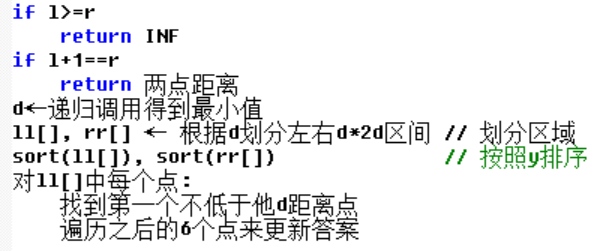 if l>=r
    return INF
if l+1==r
    return 两点距离
d←递归调用得到最小值
ll[], rr[] ← 根据d划分左右d*2d区间 // 划分区域
sort(ll[]), sort(rr[]) // 按照y排序
对ll[]中每个点:
    找到第一个不低于他d距离点
    遍历之后的6个点来更新答案